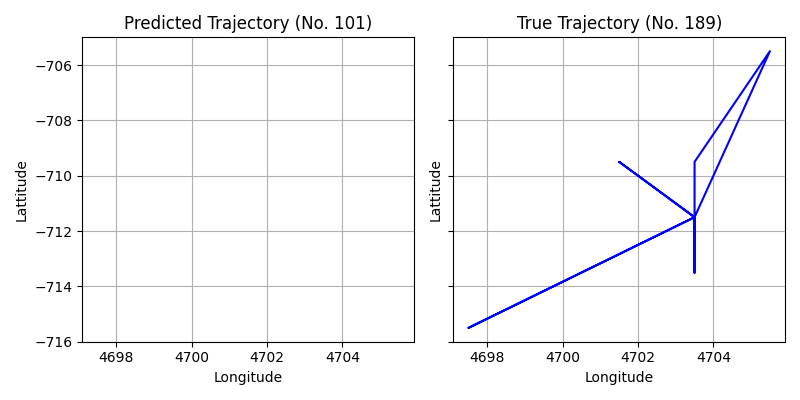 Predicted Trajectory (No. 101)
True Trajectory (No. 189)
Lattitude
−706
−708
−710
−712
−714
−716
4698
4700
4702
4704
Longitude
Lattitude
4698
4700
4702
4704
Longitude